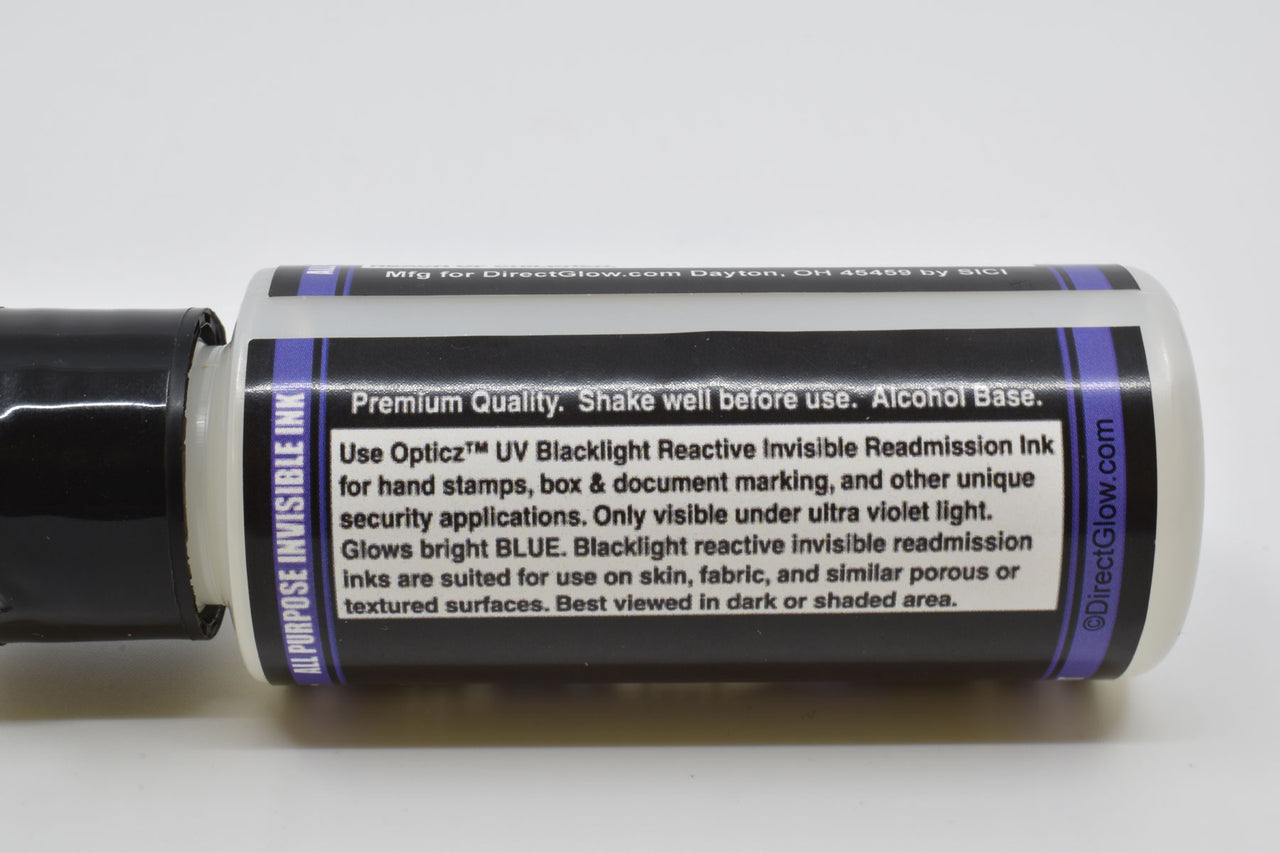 Mfg for DirectGlow.com Dayton, OH 45459 by SICI
Premium Quality. Shake well before use. Alcohol Base.
Use Opticz™ UV Blacklight Reactive Invisible Readmission Ink
for hand stamps, box & document marking, and other unique
security applications. Only visible under ultra violet light.
Glows bright BLUE. Blacklight reactive invisible readmission
inks are suited for use on skin, fabric, and similar porous or
textured surfaces. Best viewed in dark or shaded area.
ALL PURPOSE INVISIBLE INK
©DirectGlow.com